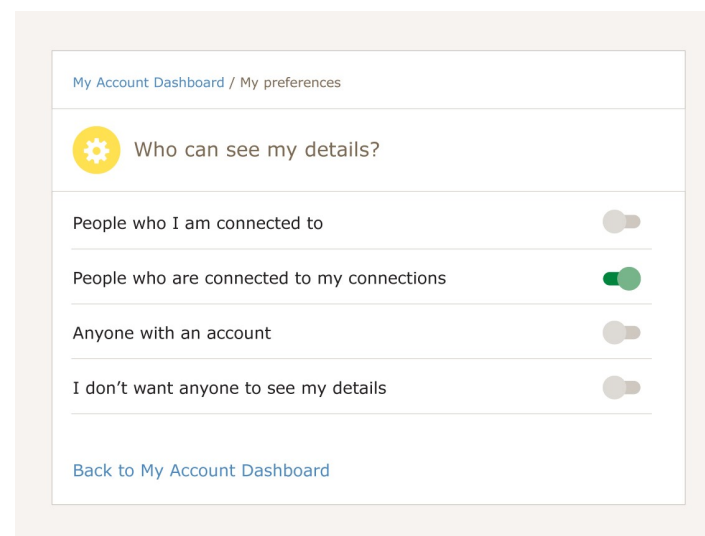 My Account Dashboard / My preferences
Who can see my details?
People who I am connected to
People who are connected to my connections
Anyone with an account
I don’t want anyone to see my details
Back to My Account Dashboard